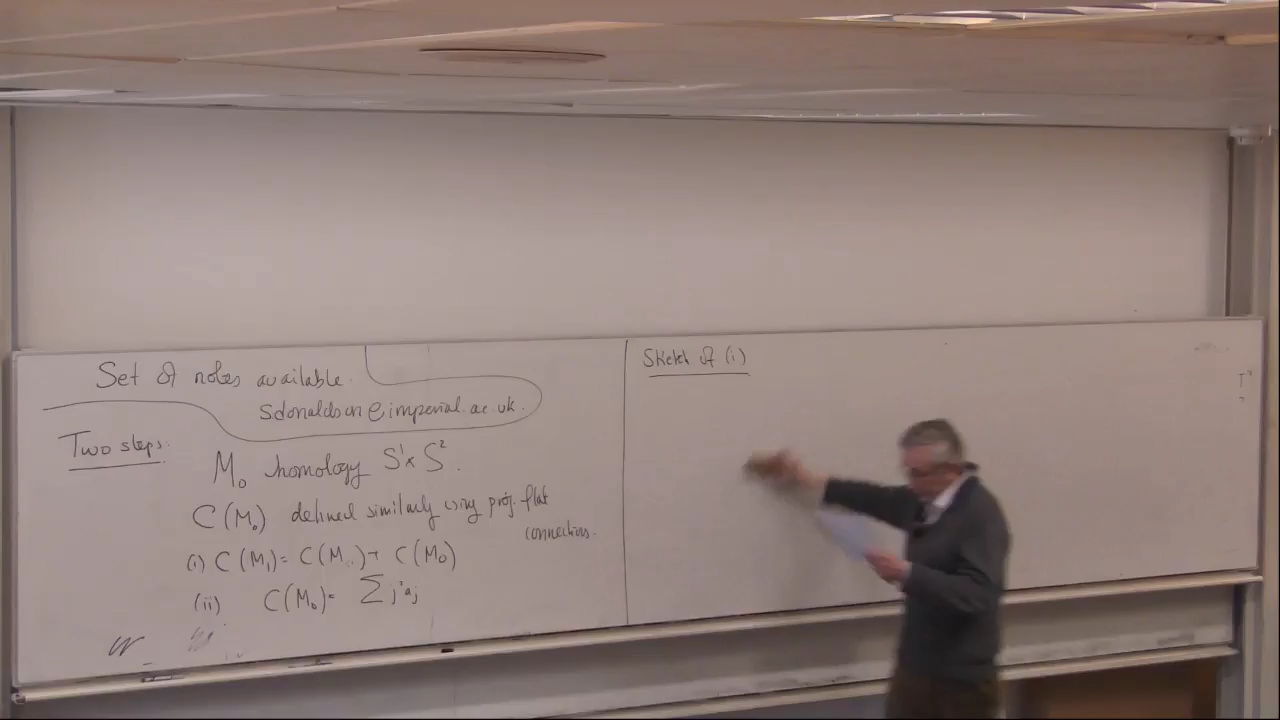 Set of notes available.
sdonaldson@imperial.ac.uk.
Two steps.
M₀ homology S¹×S².
C(M₀) defined similarly using proj. flat
connections.
(i) C(M₁)= C(M..)+ C(M₀)
(ii) C(M₀)= Σ j²aj
Sketch of (i)